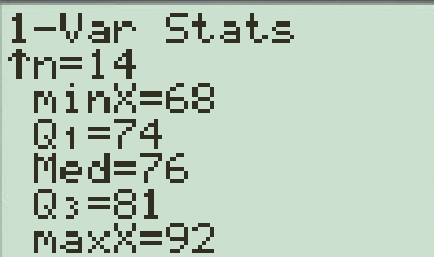 1-Var Stats
↑n=14
minX=68
Q₁=74
Med=76
Q₃=81
maxX=92